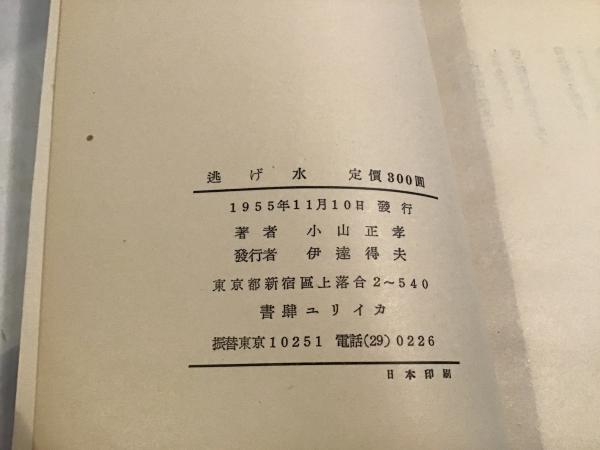 逃げ水 定價300圓
1955年11月10日 發行
著者 小山正孝
發行者 伊達得夫
東京都新宿區上落合2~540
書肆ユリイカ
振替東京10251 電話(29)0226
日本印刷